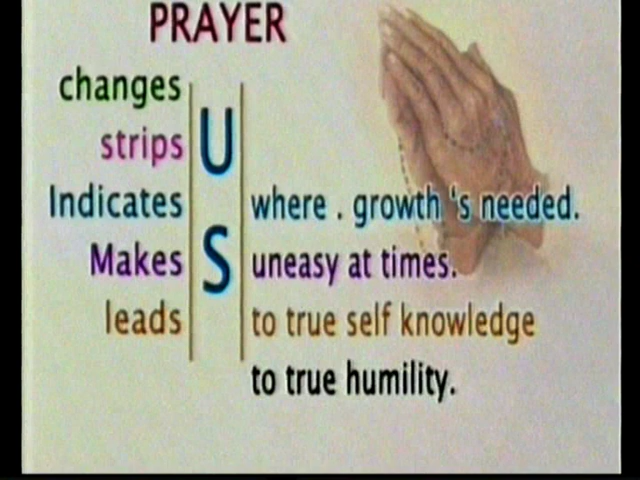 PRAYER
changes
strips
Indicates where . growth 's needed.
Makes uneasy at times.
leads to true self knowledge
to true humility.
US